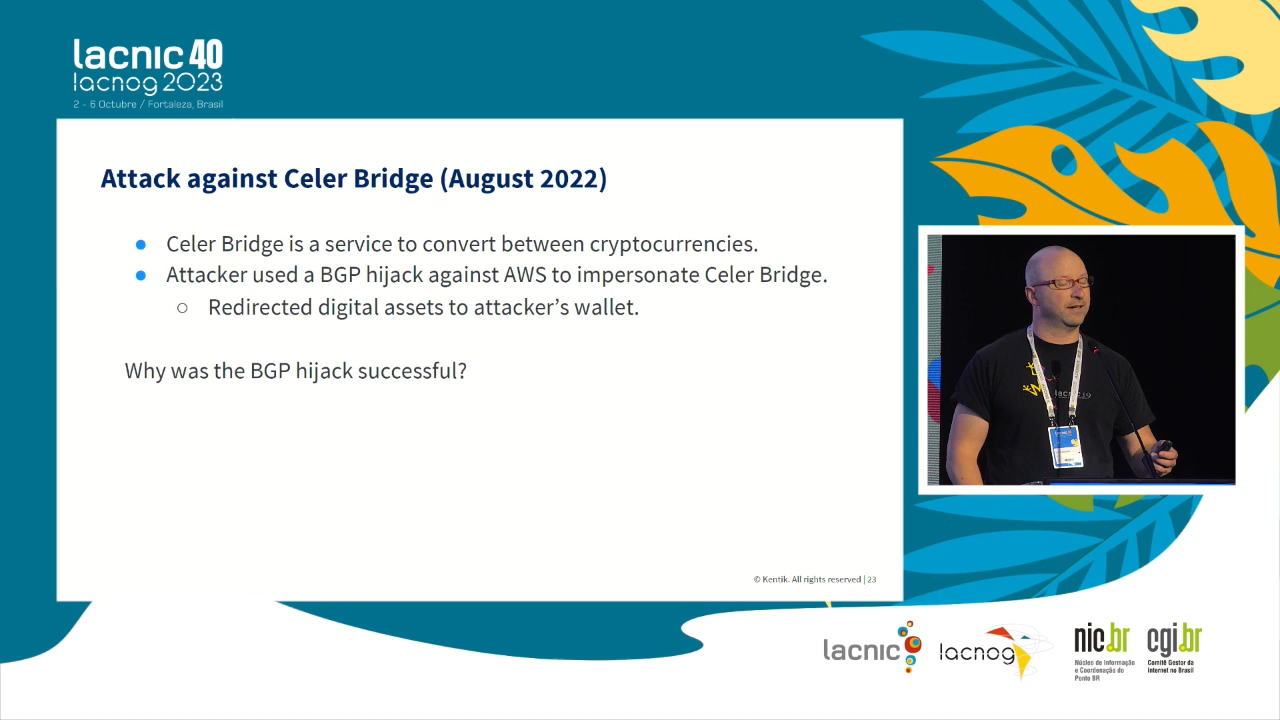 lacnic 40
lacnog 2023
2 - 6 Octubre / Fortaleza, Brasil
Attack against Celer Bridge (August 2022)
● Celer Bridge is a service to convert between cryptocurrencies.
● Attacker used a BGP hijack against AWS to impersonate Celer Bridge.
○ Redirected digital assets to attacker's wallet.
Why was the BGP hijack successful?
© Kentik. All rights reserved | 23
lacnic
lacnog
nic.br
Núcleo de Informação
e Coordenação do
Ponto BR
cgi.br
Comitê Gestor da
Internet no Brasil